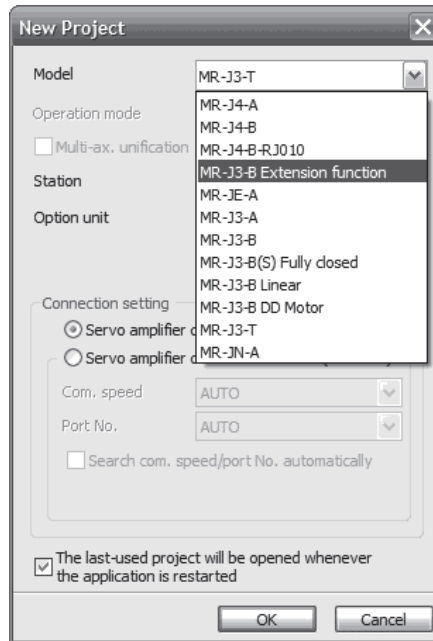 New Project
Model
MR-J3-T
Operation mode
Multi-ax. unification
Station
Option unit
MR-J4-A
MR-J4-B
MR-J4-B-RJ010
MR-J3-B Extension function
MR-JE-A
MR-J3-A
MR-J3-B
MR-J3-B(S) Fully closed
MR-J3-B Linear
MR-J3-B DD Motor
MR-J3-T
MR-JN-A
Connection setting
Servo amplifier
Servo amplifier
Com. speed
AUTO
Port No.
AUTO
Search com. speed/port No. automatically
The last-used project will be opened whenever
the application is restarted
OK
Cancel